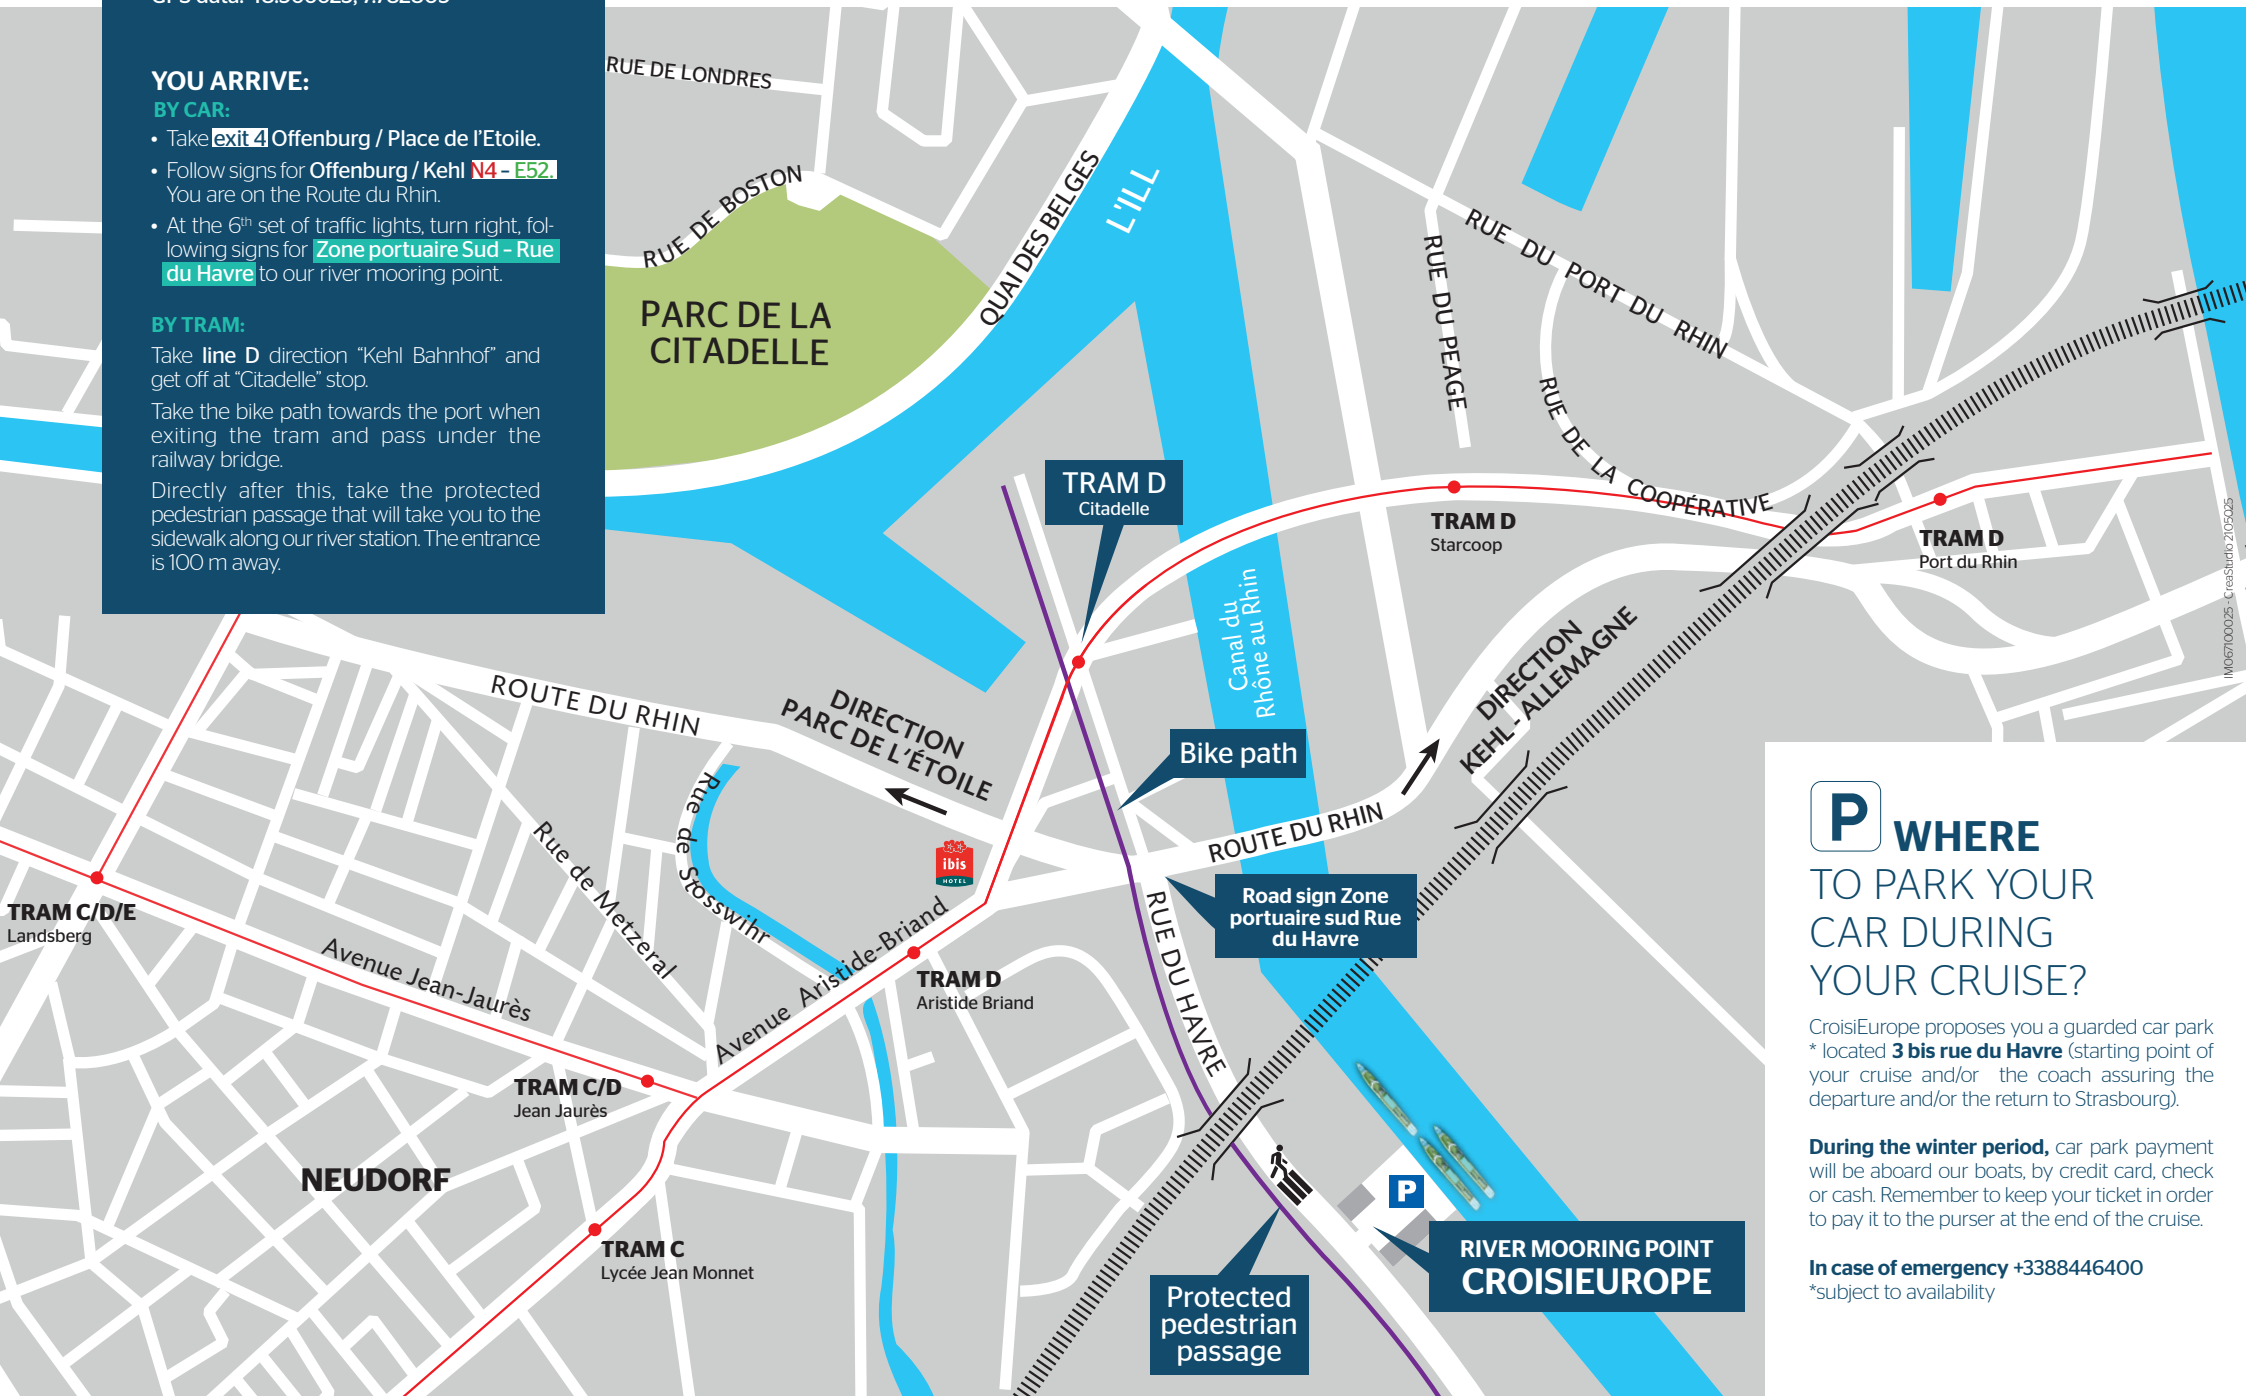 YOU ARRIVE:
BY CAR:
• Take exit 4 Offenburg / Place de l'Etoile.
• Follow signs for Offenburg / Kehl N4 – E52.
You are on the Route du Rhin.
• At the 6th set of traffic lights, turn right, fol-
lowing signs for Zone portuaire Sud – Rue
du Havre to our river mooring point.
BY TRAM:
Take line D direction “Kehl Bahnhof” and
get off at “Citadelle” stop.
Take the bike path towards the port when
exiting the tram and pass under the
railway bridge.
Directly after this, take the protected
pedestrian passage that will take you to the
sidewalk along our river station. The entrance
is 100 m away.
RUE DE LONDRES
RUE DE BOSTON
PARC DE LA
CITADELLE
QUAI DES BELGES
L'ILL
RUE DU PORT DU RHIN
RUE DU PEAGE
RUE DE LA COOPÉRATIVE
TRAM D
Citadelle
TRAM D
Starcoop
TRAM D
Port du Rhin
IM067100025 - CreaStudio 2105025
Canal du
Rhône au Rhin
DIRECTION
KEHL - ALLEMAGNE
ROUTE DU RHIN
DIRECTION
PARC DE L'ÉTOILE
Bike path
Rue de Stosswihr
Rue de Metzeral
ibis
HOTEL
ROUTE DU RHIN
Road sign Zone
portuaire sud Rue
du Havre
RUE DU HAVRE
TRAM C/D/E
Landsberg
Avenue Jean-Jaurès
Avenue Aristide-Briand
TRAM D
Aristide Briand
TRAM C/D
Jean Jaurès
NEUDORF
TRAM C
Lycée Jean Monnet
P
RIVER MOORING POINT
CROISIEUROPE
Protected
pedestrian
passage
P WHERE
TO PARK YOUR
CAR DURING
YOUR CRUISE?
CroisiEurope proposes you a guarded car park
* located 3 bis rue du Havre (starting point of
your cruise and/or the coach assuring the
departure and/or the return to Strasbourg).
During the winter period, car park payment
will be aboard our boats, by credit card, check
or cash. Remember to keep your ticket in order
to pay it to the purser at the end of the cruise.
In case of emergency +3388446400
*subject to availability